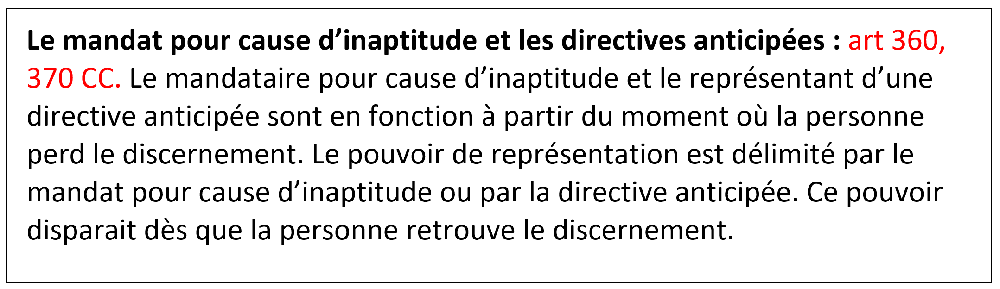 Le mandat pour cause d’inaptitude et les directives anticipées : art 360,
370 CC. Le mandataire pour cause d’inaptitude et le représentant d’une
directive anticipée sont en fonction à partir du moment où la personne
perd le discernement. Le pouvoir de représentation est délimité par le
mandat pour cause d’inaptitude ou par la directive anticipée. Ce pouvoir
disparait dès que la personne retrouve le discernement.